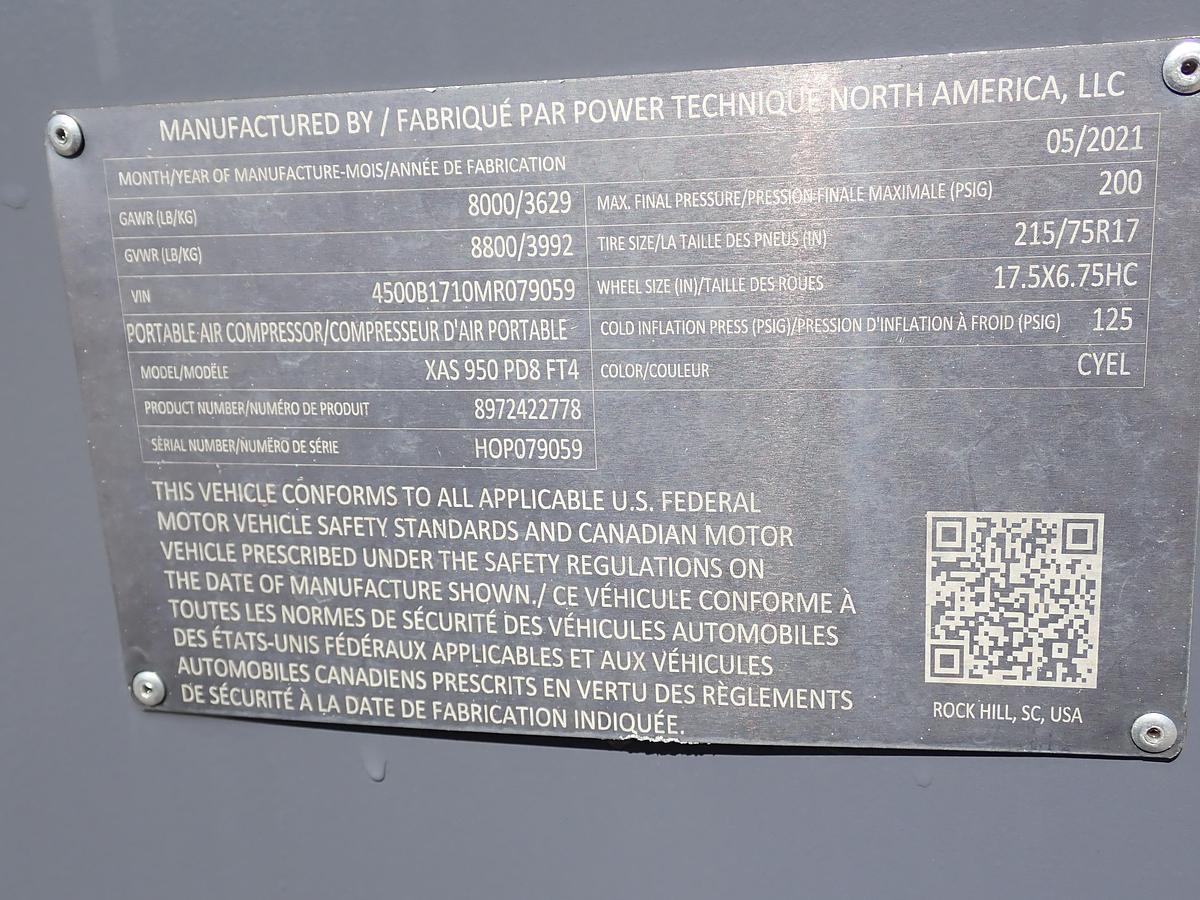 MANUFACTURED BY / FABRIQUÉ PAR POWER TECHNIQUE NORTH AMERICA, LLC
MONTH/YEAR OF MANUFACTURE-MOIS/ANNÉE DE FABRICATION 05/2021
GAWR (LB/KG) 8000/3629 MAX. FINAL PRESSURE/PRESSION FINALE MAXIMALE (PSIG) 200
GVWR (LB/KG) 8800/3992 TIRE SIZE/LA TAILLE DES PNEUS (IN) 215/75R17
VIN 4500B1710MR079059 WHEEL SIZE (IN)/TAILLE DES ROUES 17.5X6.75HC
PORTABLE AIR COMPRESSOR/COMPRESSEUR D'AIR PORTABLE COLD INFLATION PRESS (PSIG)/PRESSION D'INFLATION À FROID (PSIG) 125
MODEL/MODËLE XAS 950 PD8 FT4 COLOR/COULEUR CYEL
PRODUCT NUMBER/NUMÉRO DE PRODUIT 8972422778
SERIAL NUMBER/NUMËRO DE SÉRIE HOP079059
THIS VEHICLE CONFORMS TO ALL APPLICABLE U.S. FEDERAL
MOTOR VEHICLE SAFETY STANDARDS AND CANADIAN MOTOR
VEHICLE PRESCRIBED UNDER THE SAFETY REGULATIONS ON
THE DATE OF MANUFACTURE SHOWN./ CE VÉHICULE CONFORME À
TOUTES LES NORMES DE SÉCURITÉ DES VÉHICULES AUTOMOBILES
DES ÉTATS-UNIS FÉDÉRAUX APPLICABLES ET AUX VÉHICULES
AUTOMOBILES CANADIENS PRESCRITS EN VERTU DES RÈGLEMENTS
DE SÉCURITÉ À LA DATE DE FABRICATION INDIQUÉE.
ROCK HILL, SC, USA